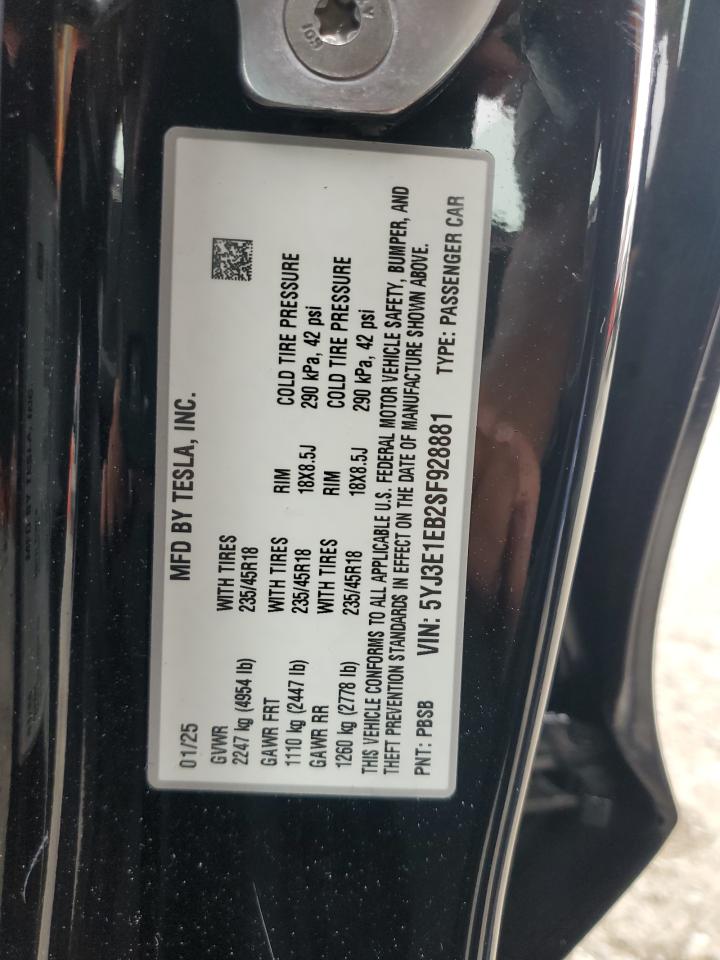 MFD BY TESLA, INC.
01/25
GVWR WITH TIRES
2247 kg (4954 lb) 235/45R18
GAWR FRT WITH TIRES RIM COLD TIRE PRESSURE
1110 kg (2447 lb) 235/45R18 18X8.5J 290 kPa, 42 psi
GAWR RR WITH TIRES RIM COLD TIRE PRESSURE
1260 kg (2778 lb) 235/45R18 18X8.5J 290 kPa, 42 psi
THIS VEHICLE CONFORMS TO ALL APPLICABLE U.S. FEDERAL MOTOR VEHICLE SAFETY, BUMPER, AND
THEFT PREVENTION STANDARDS IN EFFECT ON THE DATE OF MANUFACTURE SHOWN ABOVE.
PNT: PBSB VIN: 5YJ3E1EB2SF928881 TYPE: PASSENGER CAR